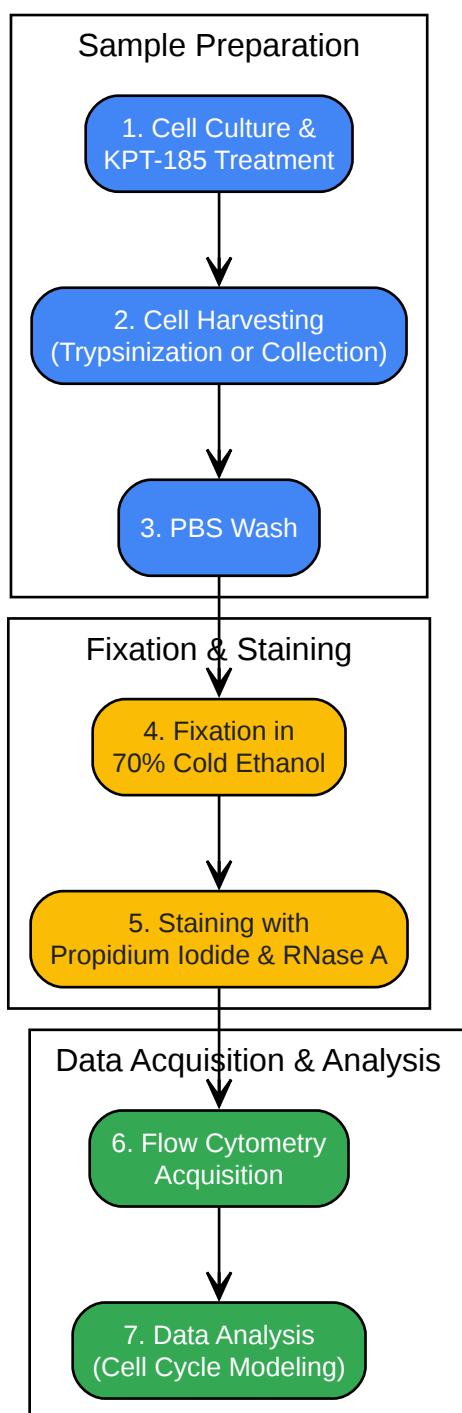 Sample Preparation
1. Cell Culture &
KPT-185 Treatment
2. Cell Harvesting
(Trypsinization or Collection)
3. PBS Wash
Fixation & Staining
4. Fixation in
70% Cold Ethanol
5. Staining with
Propidium Iodide & RNase A
Data Acquisition & Analysis
6. Flow Cytometry
Acquisition
7. Data Analysis
(Cell Cycle Modeling)